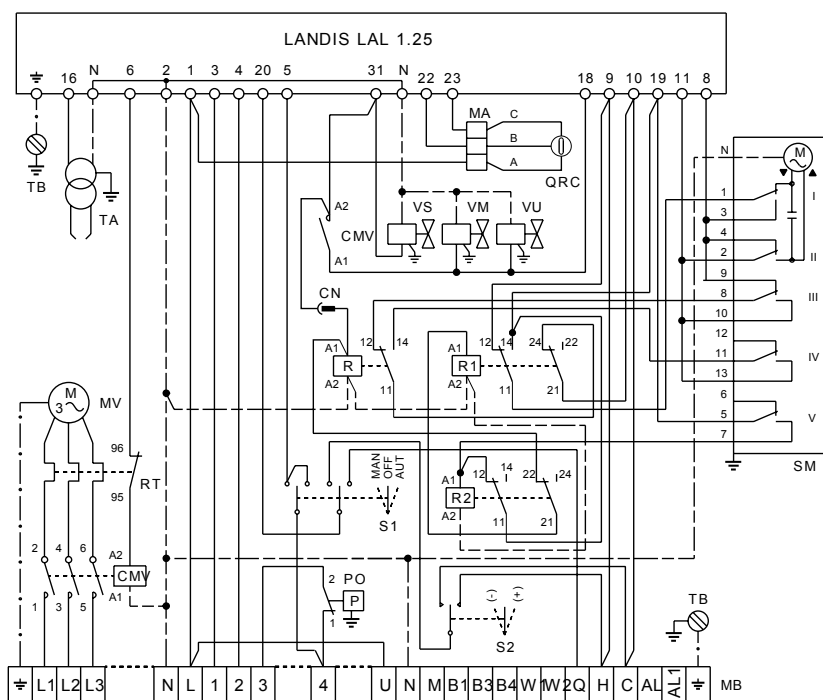 LANDIS LAL 1.25
16 N 6 2 1 3 4 20 5 31 N 22 23 18 9 10 19 11 8
MA C
B
A
QRC
N M
TB
TA
A2
CMV
A1
VS VM VU
1 I
3
4
2 II
9
8 III
10
12
11 IV
13
6
5 V
7
SM
CN
A1 R A2
12 14
11
A1 R1 A2
12 14 24 22
11 21
M 3 MV
96
95
RT
MAN OFF AUT
S1
A1 R2 A2
12 14 22 24
11 21
2 4 6 A2
CMV
A1
1 3 5
2 PO
P
1
(-) (+)
S2
TB
L1 L2 L3 N L 1 2 3 4 U N M B1 B3 B4 W1 W2 Q H C AL AL1 MB